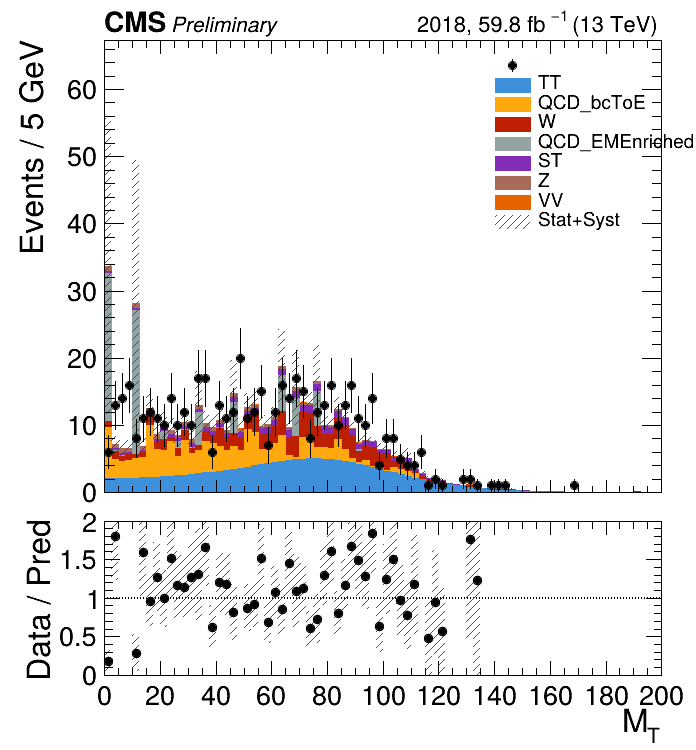 CMS Preliminary 2018, 59.8 fb⁻¹ (13 TeV)
Events / 5 GeV
60
50
40
30
20
10
0
TT
QCD_bcToE
W
QCD_EMEnriched
ST
Z
VV
Stat+Syst
Data / Pred
2
1.5
1
0.5
0
0 20 40 60 80 100 120 140 160 180 200
M_T